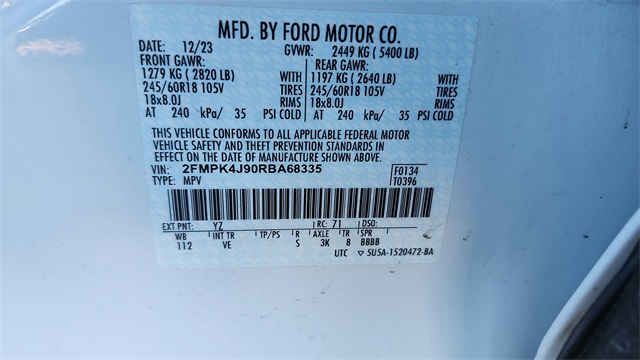 MFD. BY FORD MOTOR CO.
DATE: 12/23 GVWR: 2449 KG ( 5400 LB)
FRONT GAWR: REAR GAWR:
1279 KG ( 2820 LB) WITH 1197 KG ( 2640 LB) WITH
245/60R18 105V TIRES 245/60R18 105V TIRES
18x8.0J RIMS 18x8.0J RIMS
AT 240 kPa/ 35 PSI COLD AT 240 kPa/ 35 PSI COLD
THIS VEHICLE CONFORMS TO ALL APPLICABLE FEDERAL MOTOR
VEHICLE SAFETY AND THEFT PREVENTION STANDARDS IN
EFFECT ON THE DATE OF MANUFACTURE SHOWN ABOVE.
VIN: 2FMPK4J90RBA68335 F0134
TYPE: MPV T0396
EXT PNT: YZ RC: 71 DSO:
WB INT TR TP/PS R AXLE TR SPR
112 VE S 3K 8 BBBB
UTC ▽ 5U5A-1520472-BA